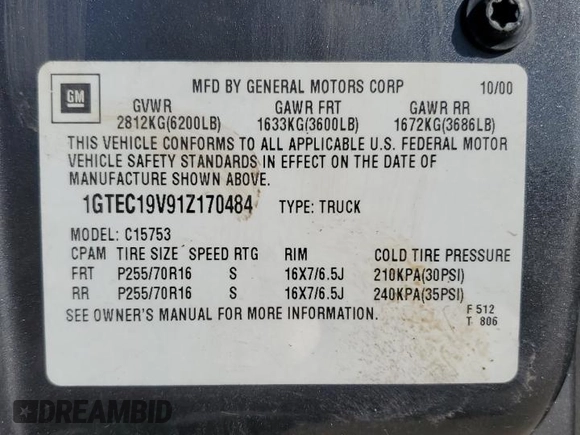 GM
MFD BY GENERAL MOTORS CORP 10/00
GVWR GAWR FRT GAWR RR
2812KG(6200LB) 1633KG(3600LB) 1672KG(3686LB)
THIS VEHICLE CONFORMS TO ALL APPLICABLE U.S. FEDERAL MOTOR
VEHICLE SAFETY STANDARDS IN EFFECT ON THE DATE OF
MANUFACTURE SHOWN ABOVE.
1GTEC19V91Z170484 TYPE: TRUCK
MODEL: C15753
CPAM TIRE SIZE SPEED RTG RIM COLD TIRE PRESSURE
FRT P255/70R16 S 16X7/6.5J 210KPA(30PSI)
RR P255/70R16 S 16X7/6.5J 240KPA(35PSI)
SEE OWNER'S MANUAL FOR MORE INFORMATION. F 512
T 806
DREAMBID